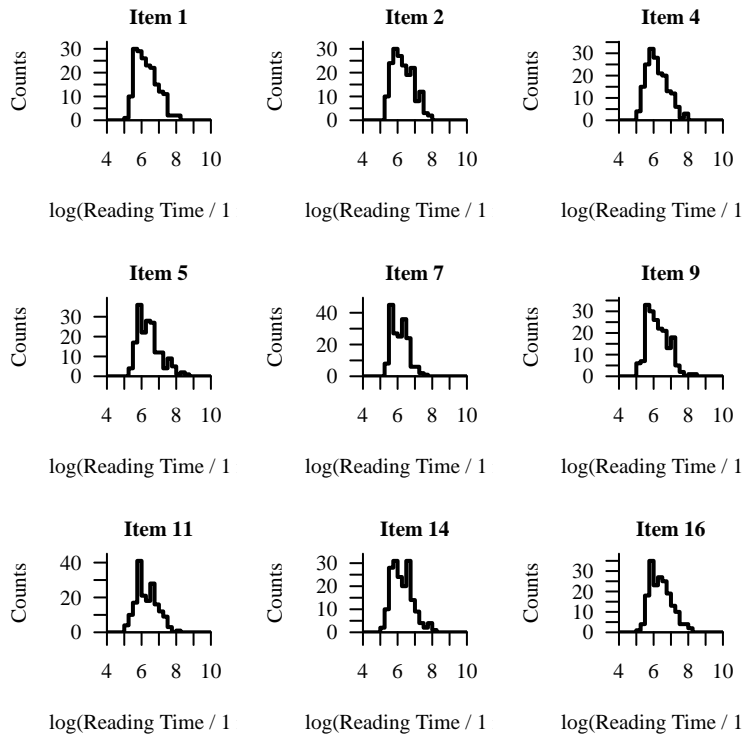 Item 1 Item 2 Item 4
Counts 30 20 10 0 Counts 30 20 10 0 Counts 30 20 10 0
4 6 8 10 4 6 8 10 4 6 8 10
log(Reading Time / 1 log(Reading Time / 1 log(Reading Time / 1
Item 5 Item 7 Item 9
Counts 30 20 10 0 Counts 40 20 0 Counts 30 20 10 0
4 6 8 10 4 6 8 10 4 6 8 10
log(Reading Time / 1 log(Reading Time / 1 log(Reading Time / 1
Item 11 Item 14 Item 16
Counts 40 20 0 Counts 30 20 10 0 Counts 30 20 10 0
4 6 8 10 4 6 8 10 4 6 8 10
log(Reading Time / 1 log(Reading Time / 1 log(Reading Time / 1